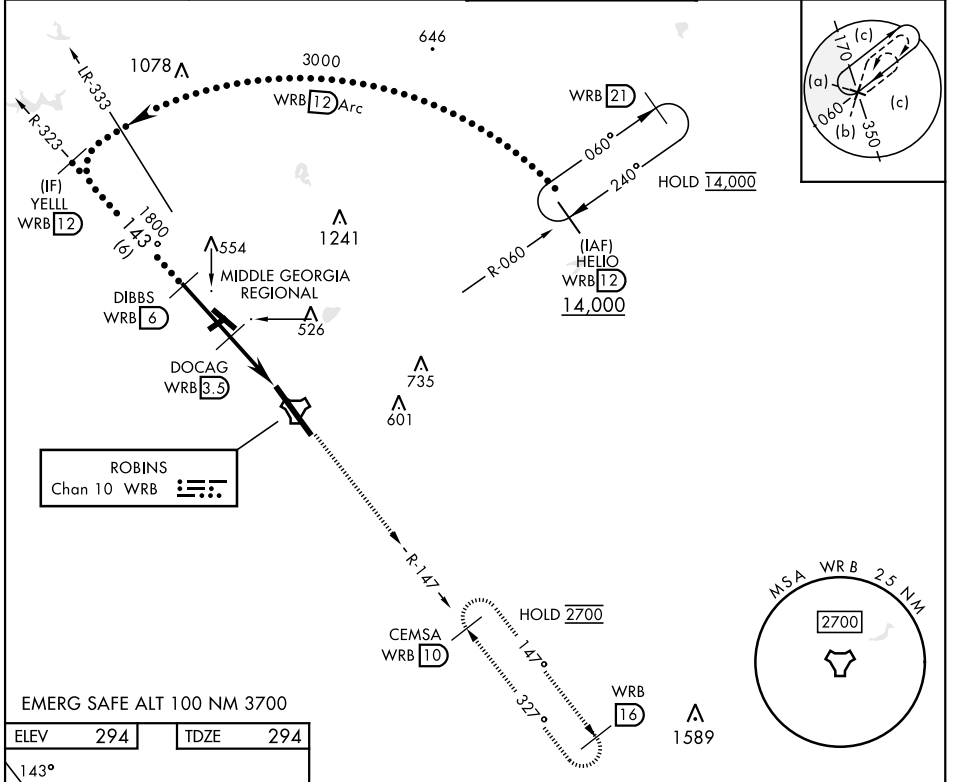 646
1078
3000
WRB 12 Arc
LR-333
R-323
(IF)
YELLL
WRB 12
1800
143°
(6)
WRB 21
060°
240°
HOLD 14,000
R-060
(IAF)
HELIO
WRB 12
14,000
170
(c)
(a)
(c)
060
(b)
350
554
1241
MIDDLE GEORGIA
REGIONAL
526
DIBBS
WRB 6
DOCAG
WRB 3.5
735
601
ROBINS
Chan 10 WRB
R-147
HOLD 2700
CEMSA
WRB 10
147°
327°
WRB
16
1589
MSA WRB 25 NM
2700
EMERG SAFE ALT 100 NM 3700
ELEV 294
TDZE 294
143°